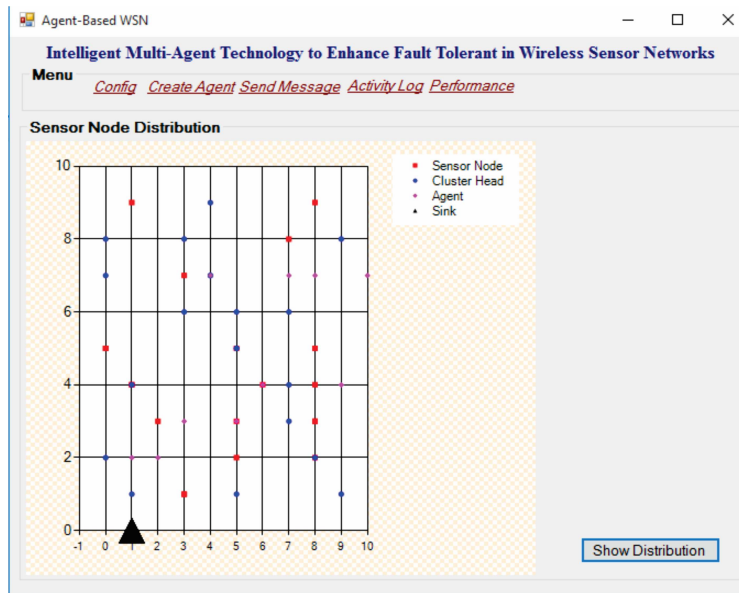 Agent-Based WSN
Intelligent Multi-Agent Technology to Enhance Fault Tolerant in Wireless Sensor Networks
Menu
Config Create Agent Send Message Activity Log Performance
Sensor Node Distribution
Sensor Node
Cluster Head
Agent
Sink
10
8
6
4
2
0
-1 0 1 2 3 4 5 6 7 8 9 10
Show Distribution